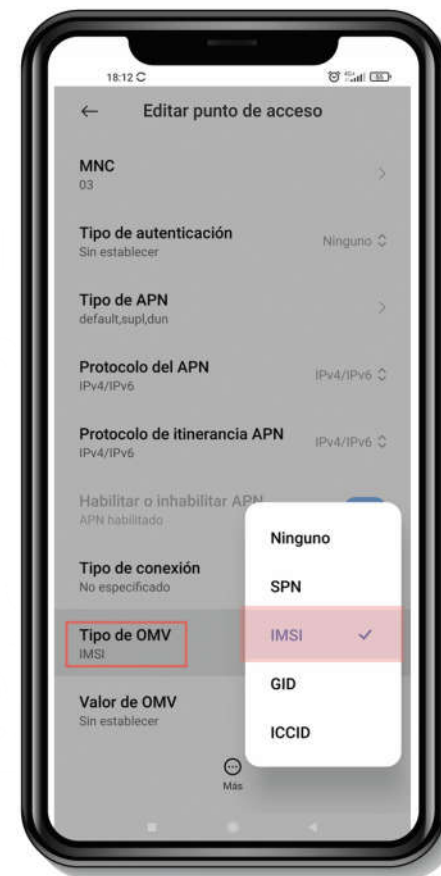 18:12
55
Editar punto de acceso
MNC
03
Tipo de autenticación
Sin establecer
Ninguno
Tipo de APN
default,supl,dun
Protocolo del APN
IPv4/IPv6
IPv4/IPv6
Protocolo de itinerancia APN
IPv4/IPv6
IPv4/IPv6
Habilitar o inhabilitar APN
APN habilitado
Tipo de conexión
No especificado
Tipo de OMV
IMSI
Valor de OMV
Sin establecer
Ninguno
SPN
IMSI
GID
ICCID
Más